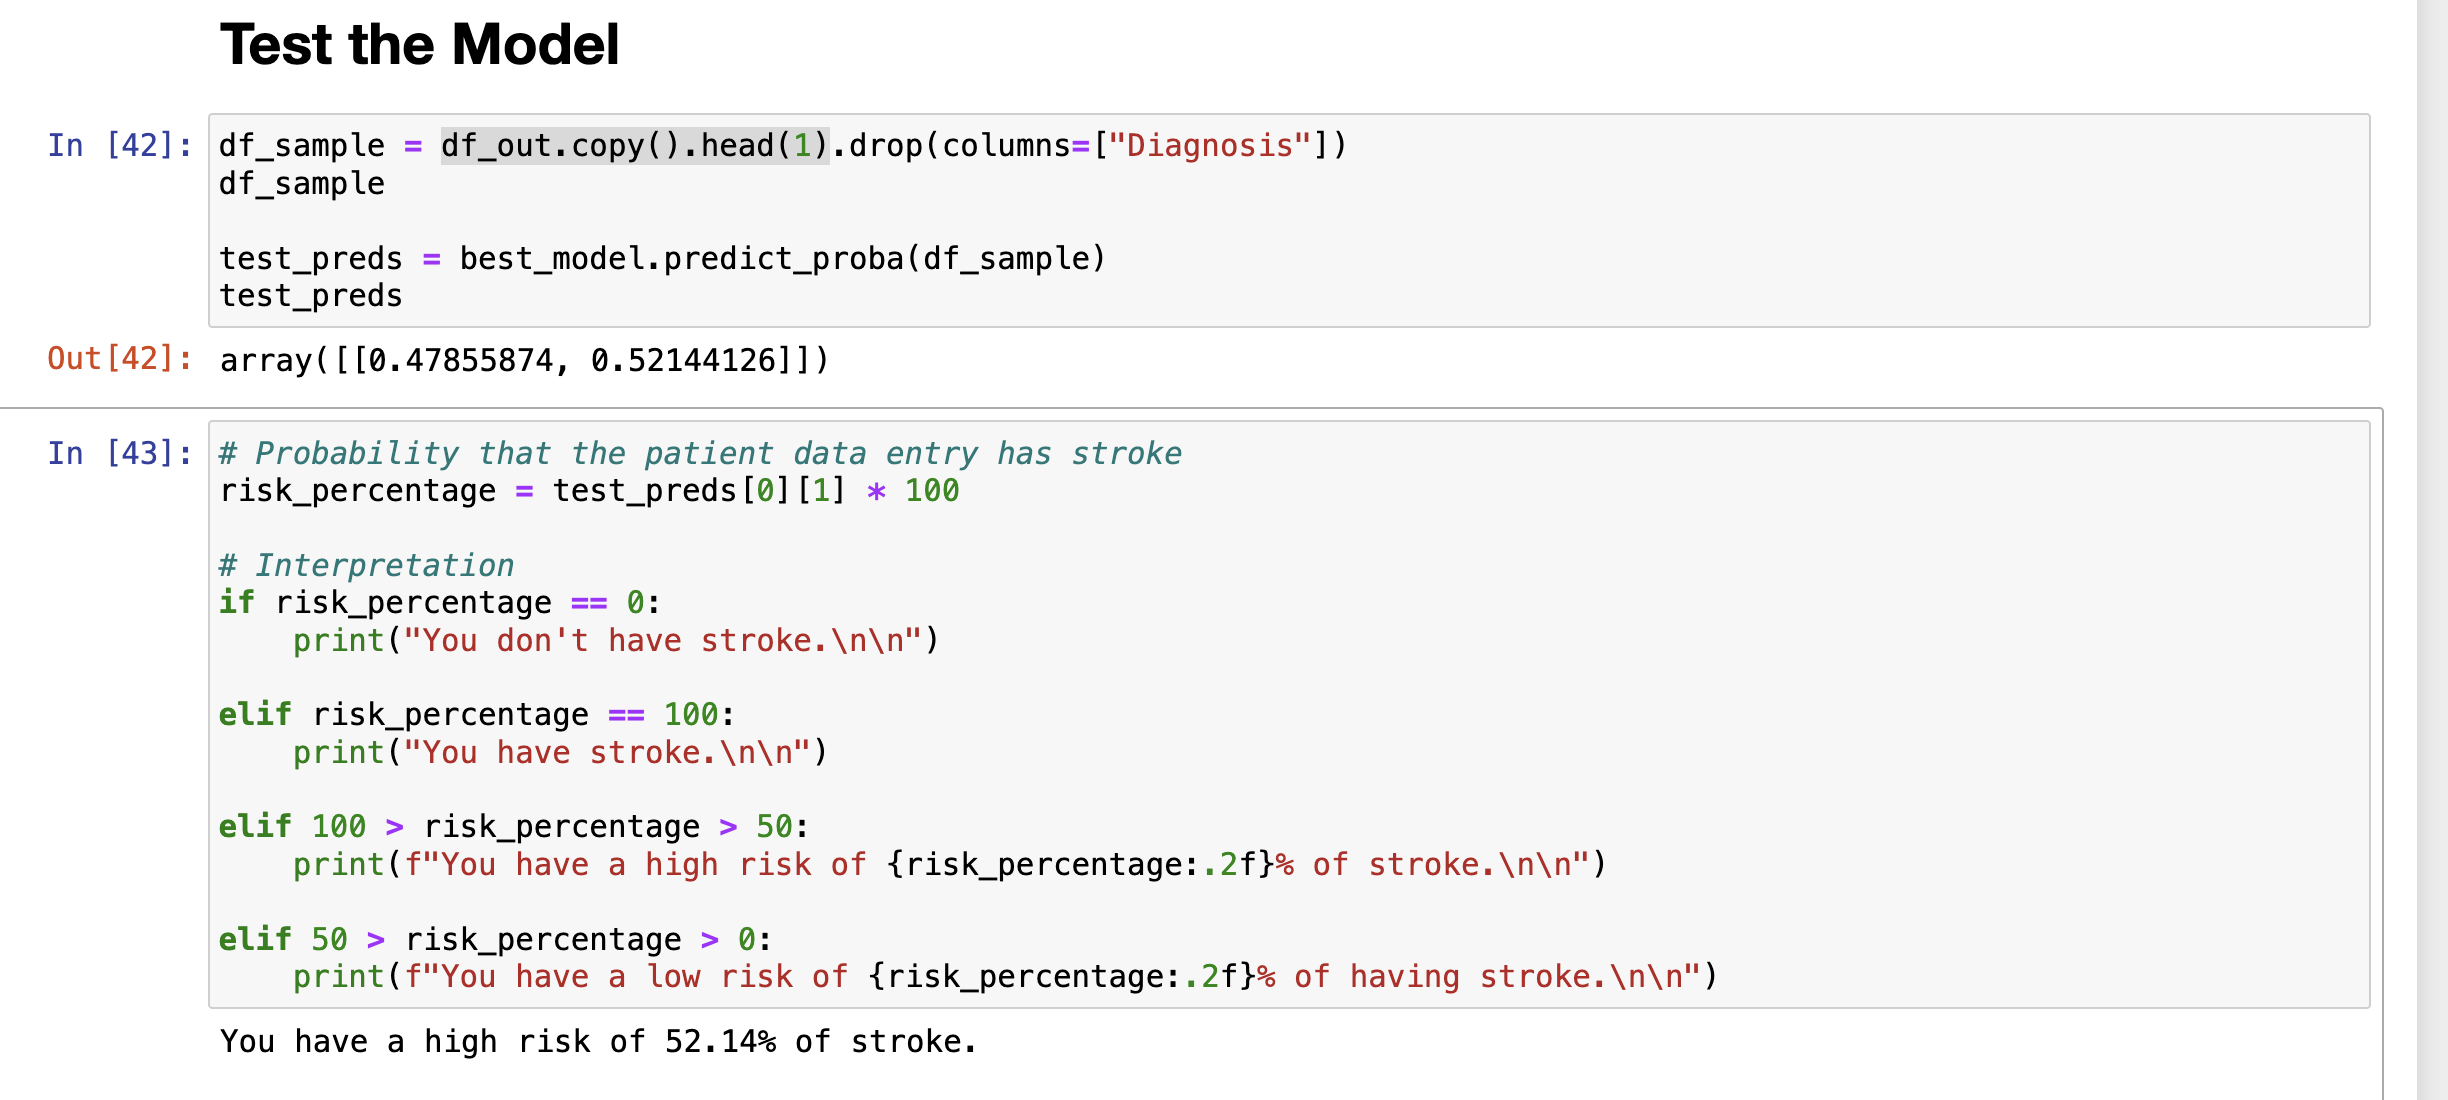 Test the Model
In [42]: df_sample = df_out.copy().head(1).drop(columns=["Diagnosis"])
df_sample
test_preds = best_model.predict_proba(df_sample)
test_preds
Out[42]: array([[0.47855874, 0.52144126]])
In [43]: # Probability that the patient data entry has stroke
risk_percentage = test_preds[0][1] * 100
# Interpretation
if risk_percentage == 0:
    print("You don't have stroke.\n\n")
elif risk_percentage == 100:
    print("You have stroke.\n\n")
elif 100 > risk_percentage > 50:
    print(f"You have a high risk of {risk_percentage:.2f}% of stroke.\n\n")
elif 50 > risk_percentage > 0:
    print(f"You have a low risk of {risk_percentage:.2f}% of having stroke.\n\n")
You have a high risk of 52.14% of stroke.